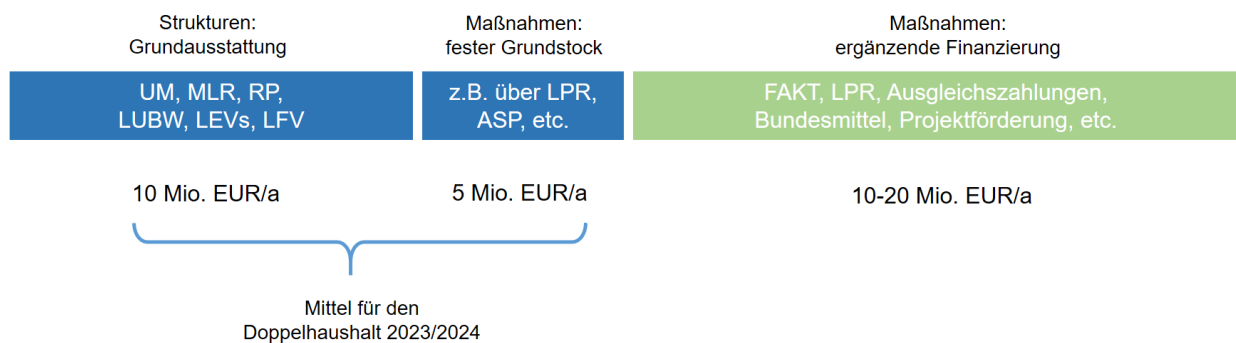 Strukturen:
Grundausstattung
Maßnahmen:
fester Grundstock
Maßnahmen:
ergänzende Finanzierung
UM, MLR, RP,
LUBW, LEVs, LFV
z.B. über LPR,
ASP, etc.
FAKT, LPR, Ausgleichszahlungen,
Bundesmittel, Projektförderung, etc.
10 Mio. EUR/a
5 Mio. EUR/a
10-20 Mio. EUR/a
Mittel für den
Doppelhaushalt 2023/2024